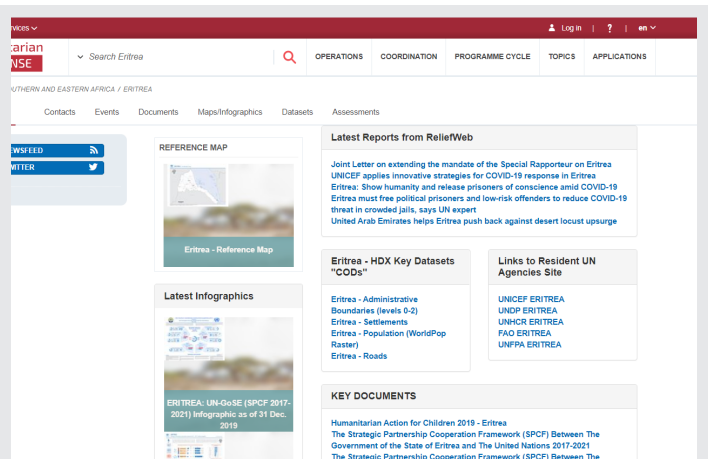 Log in | ? | en
NSE
Search Eritrea
OPERATIONS COORDINATION PROGRAMME CYCLE TOPICS APPLICATIONS
EASTERN AFRICA / ERITREA
Contacts Events Documents Maps/Infographics Datasets Assessments
REFERENCE MAP
Eritrea - Reference Map
Latest Infographics
ERITREA: UN-GoSE (SPCF 2017-
2021) Infographic as of 31 Dec.
2019
Latest Reports from ReliefWeb
Joint Letter on extending the mandate of the Special Rapporteur on Eritrea
UNICEF applies innovative strategies for COVID-19 response in Eritrea
Eritrea: Show humanity and release prisoners of conscience amid COVID-19
Eritrea must free political prisoners and low-risk offenders to reduce COVID-19
threat in crowded jails, says UN expert
United Arab Emirates helps Eritrea push back against desert locust upsurge
Eritrea - HDX Key Datasets
"CODs"
Eritrea - Administrative
Boundaries (levels 0-2)
Eritrea - Settlements
Eritrea - Population (WorldPop
Raster)
Eritrea - Roads
Links to Resident UN
Agencies Site
UNICEF ERITREA
UNDP ERITREA
UNHCR ERITREA
FAO ERITREA
UNFPA ERITREA
KEY DOCUMENTS
Humanitarian Action for Children 2019 - Eritrea
The Strategic Partnership Cooperation Framework (SPCF) Between The
Government of the State of Eritrea and The United Nations 2017-2021
The Strategic Partnership Cooperation Framework (SPCF) Between The